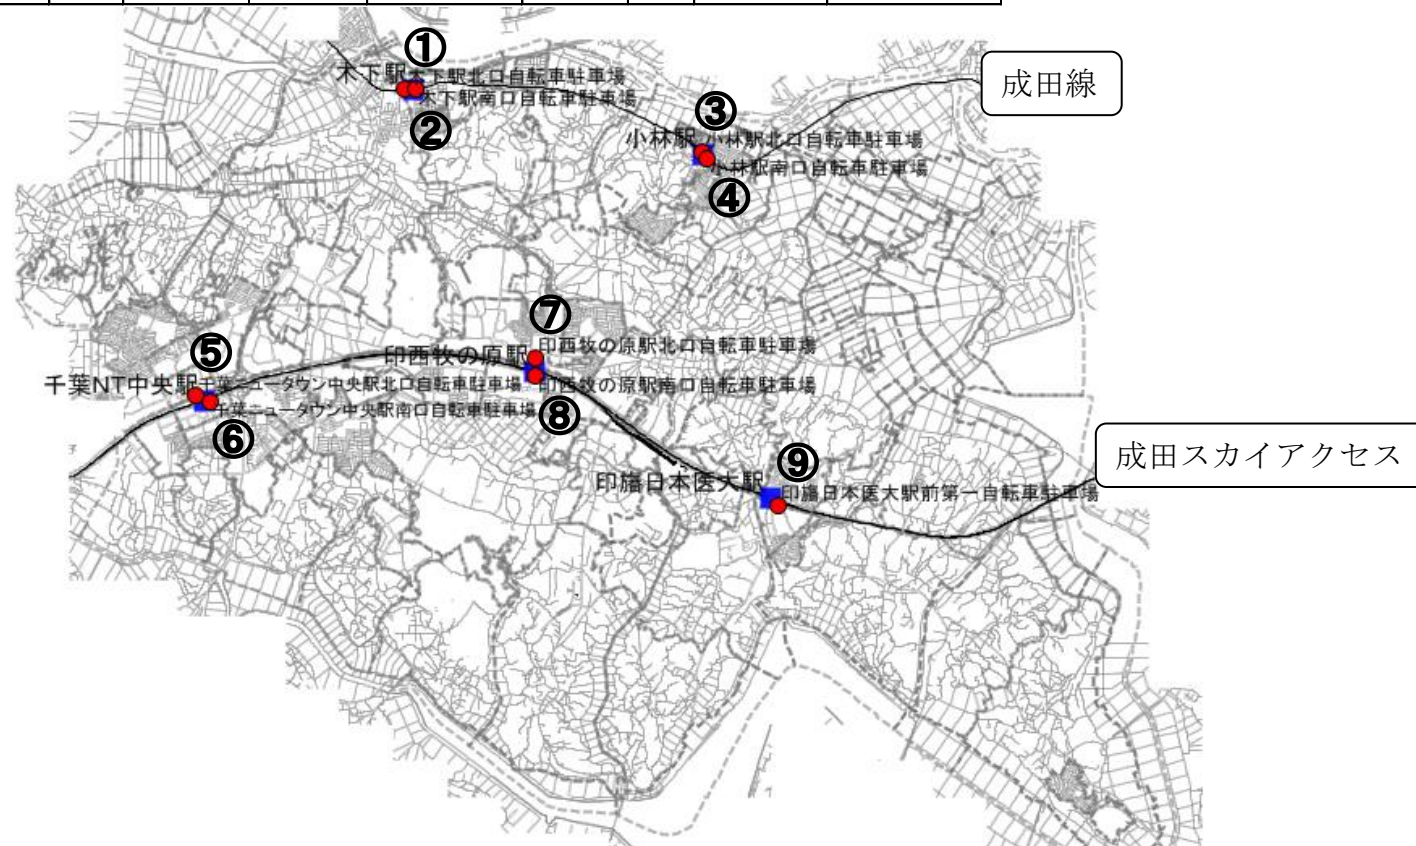 ①
木下駅
木下駅北口自転車駐車場
木下駅南口自転車駐車場
②
成田線
③
小林駅
小林駅北口自転車駐車場
小林駅南口自転車駐車場
④
⑦
印西牧の原駅
印西牧の原駅北口自転車駐車場
印西牧の原駅南口自転車駐車場
⑧
⑤
千葉NT中央駅
千葉ニュータウン中央駅北口自転車駐車場
千葉ニュータウン中央駅南口自転車駐車場
⑥
成田スカイアクセス
⑨
印旛日本医大駅
印旛日本医大駅前第一自転車駐車場